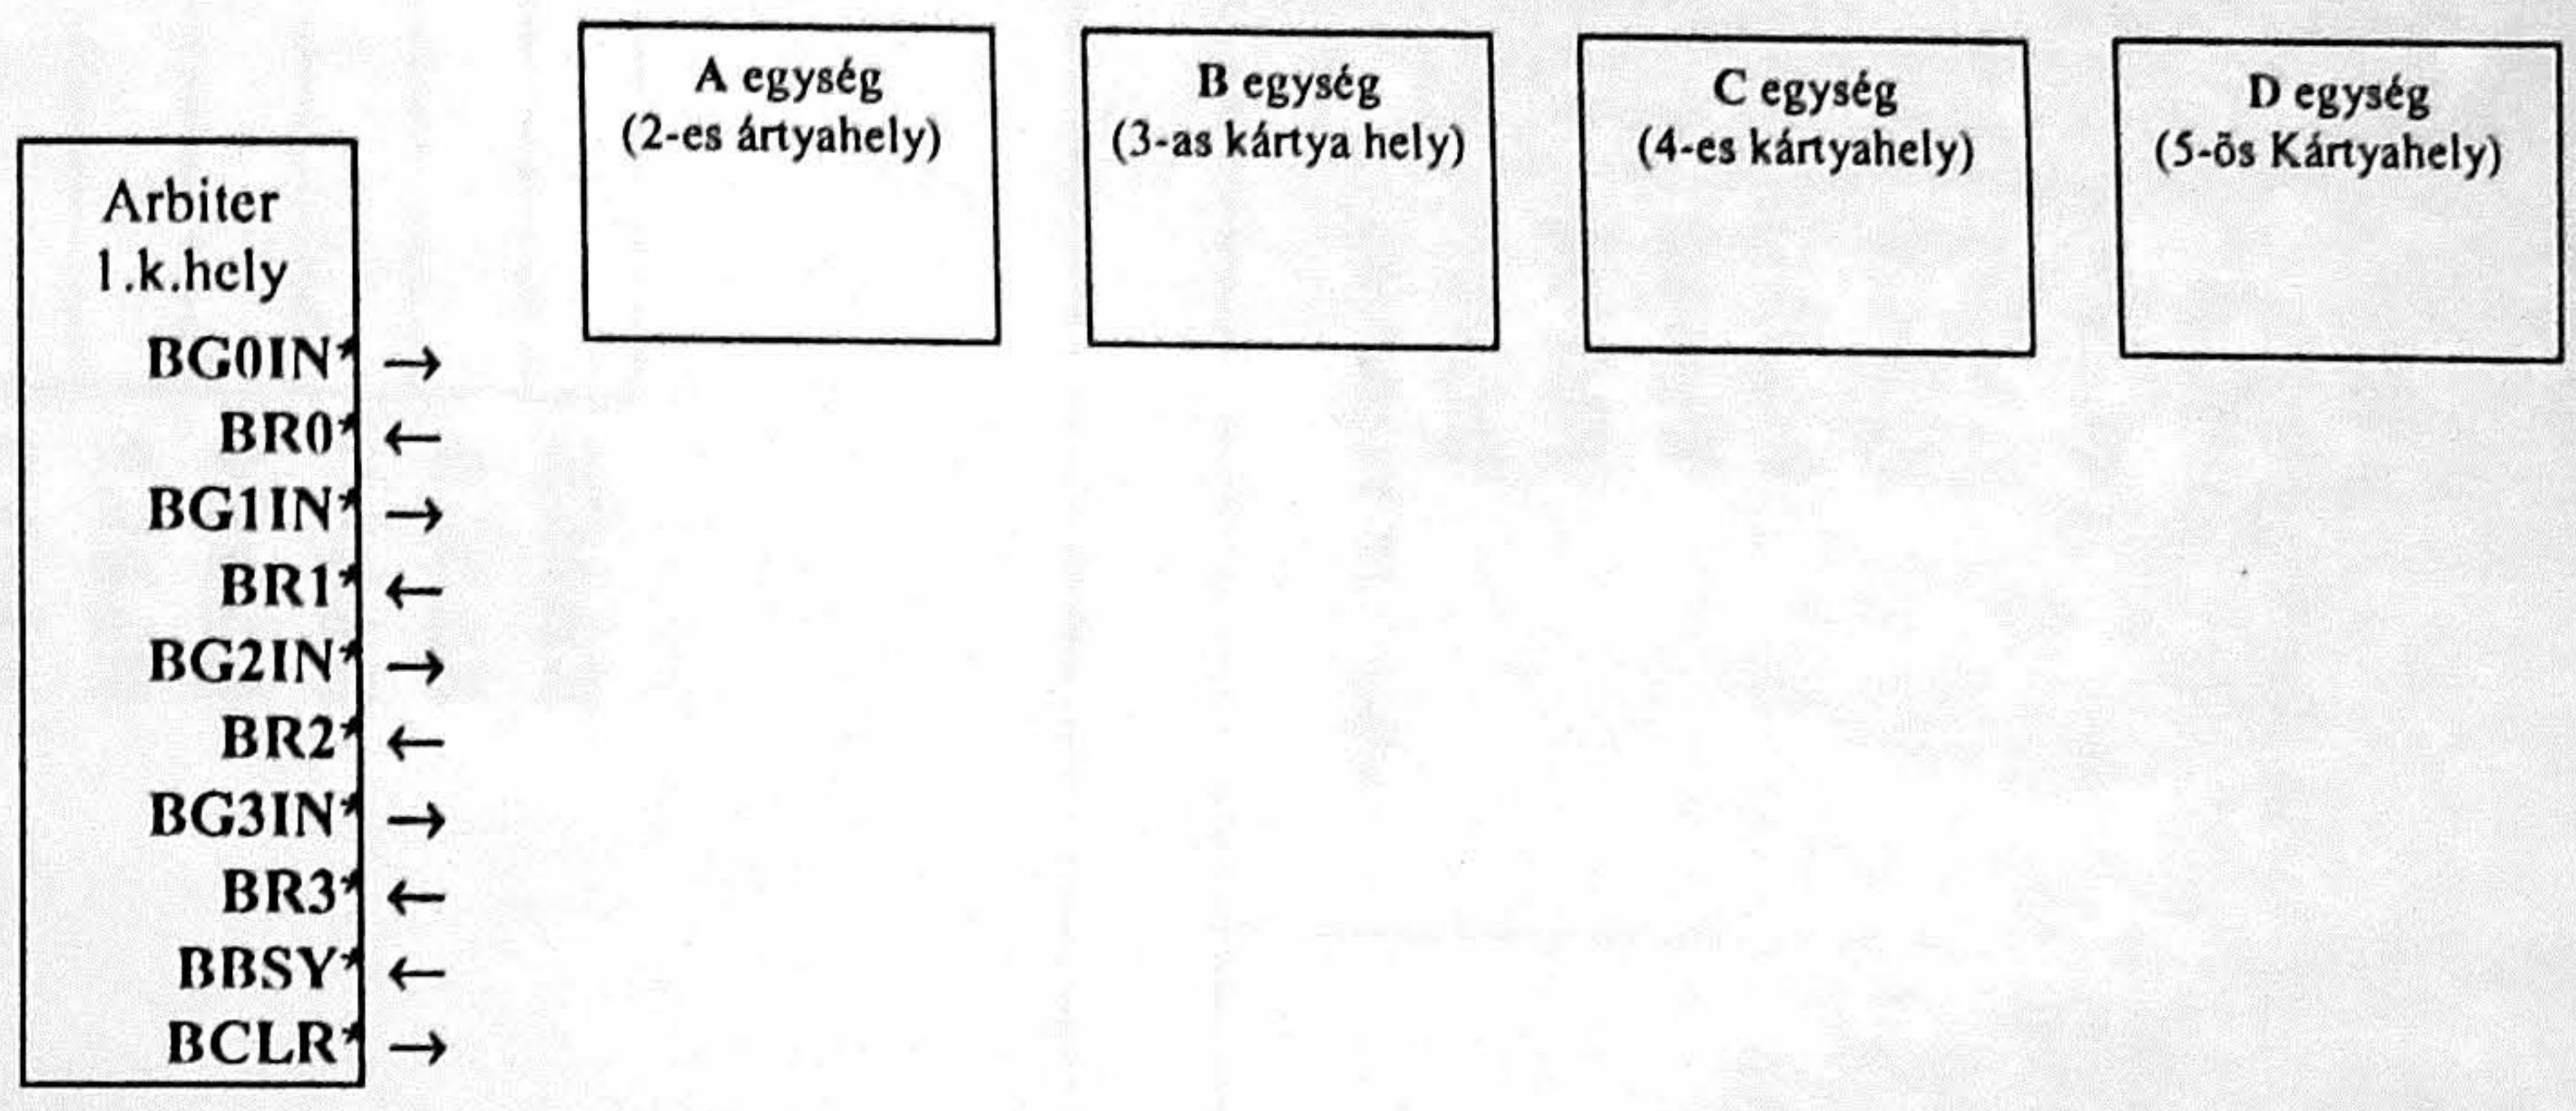 A egység
(2-es ártyahely)
B egység
(3-as kártya hely)
C egység
(4-es kártyahely)
D egység
(5-ös Kártyahely)
Arbiter
1.k.hely
BG0IN* →
BR0* ←
BG1IN* →
BR1* ←
BG2IN* →
BR2* ←
BG3IN* →
BR3* ←
BBSY* ←
BCLR* →